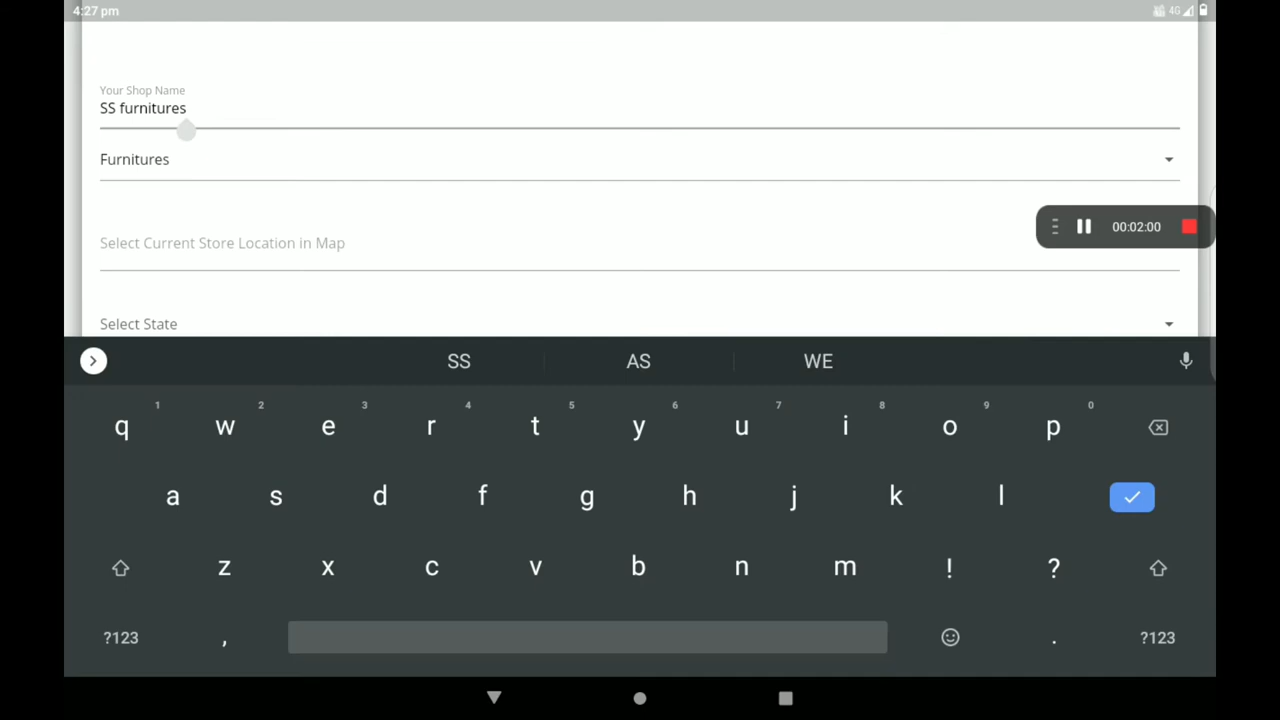 4:27 pm
4G
Your Shop Name
SS furnitures
Furnitures
00:02:00
Select Current Store Location in Map
Select State
SS AS WE
1 2 3 4 5 6 7 8 9 0
q w e r t y u i o p
a s d f g h j k l
z x c v b n m ! ?
?123 , . ?123